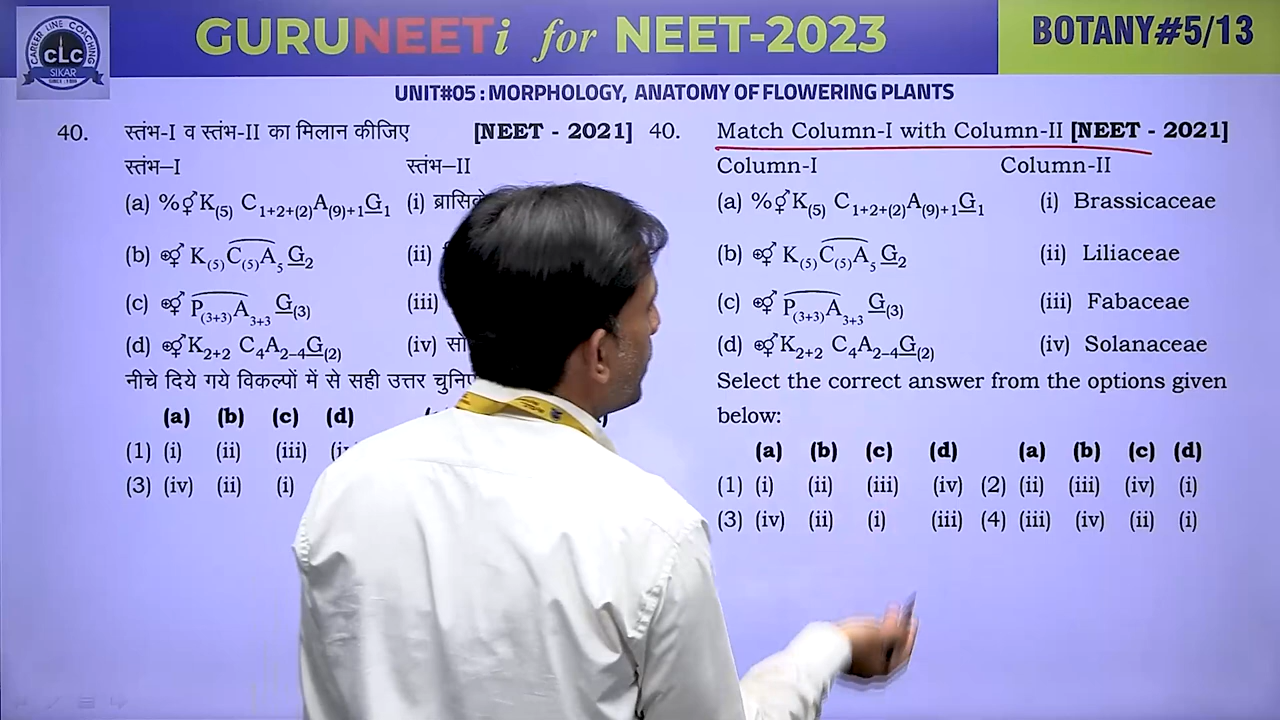 CAREER LINE COACHING
CLC
SIKAR
GURUNEETi for NEET-2023
BOTANY#5/13
UNIT#05 : MORPHOLOGY, ANATOMY OF FLOWERING PLANTS
40. स्तंभ-I व स्तंभ-II का मिलान कीजिए [NEET - 2021]
स्तंभ–I स्तंभ–II
(a) %⚥K(5) C1+2+(2)A(9)+1G1 (i)
(b) ⊕⚥ K(5)C(5)A5 G2 (ii)
(c) ⊕⚥ P(3+3)A3+3 G(3) (iii)
(d) ⊕⚥K2+2 C4A2–4G(2) (iv)
नीचे दिये गये विकल्पों में से सही उत्तर
(a) (b) (c) (d)
(1) (i) (ii) (iii)
(3) (iv) (ii) (i)
40. Match Column-I with Column-II [NEET - 2021]
Column-I Column-II
(a) %⚥K(5) C1+2+(2)A(9)+1G1 (i) Brassicaceae
(b) ⊕⚥ K(5)C(5)A5 G2 (ii) Liliaceae
(c) ⊕⚥ P(3+3)A3+3 G(3) (iii) Fabaceae
(d) ⊕⚥K2+2 C4A2–4G(2) (iv) Solanaceae
Select the correct answer from the options given
below:
(a) (b) (c) (d) (a) (b) (c) (d)
(1) (i) (ii) (iii) (iv) (2) (ii) (iii) (iv) (i)
(3) (iv) (ii) (i) (iii) (4) (iii) (iv) (ii) (i)